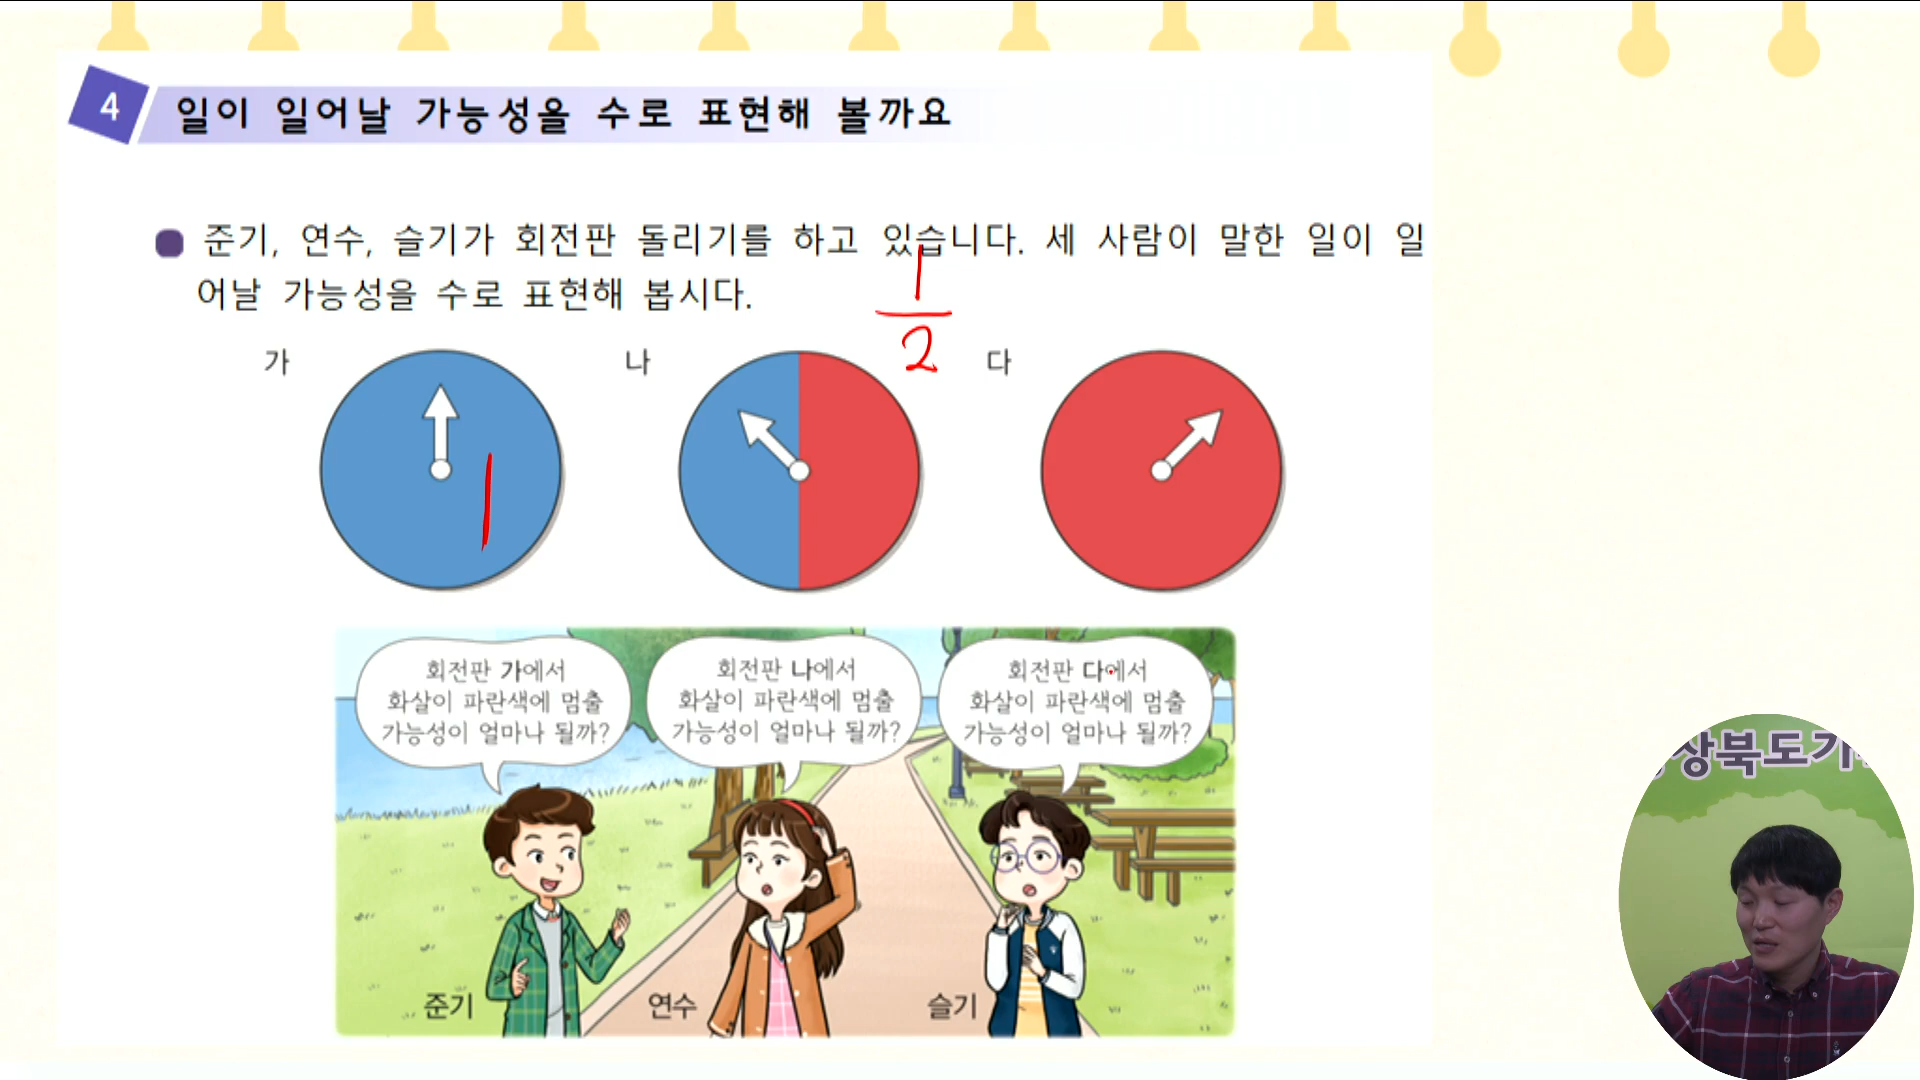 4 일이 일어날 가능성을 수로 표현해 볼까요
준기, 연수, 슬기가 회전판 돌리기를 하고 있습니다. 세 사람이 말한 일이 일
어날 가능성을 수로 표현해 봅시다.
1
2
가
나
다
1
회전판 가에서
화살이 파란색에 멈출
가능성이 얼마나 될까?
회전판 나에서
화살이 파란색에 멈출
가능성이 얼마나 될까?
회전판 다에서
화살이 파란색에 멈출
가능성이 얼마나 될까?
준기
연수
슬기
상북도가